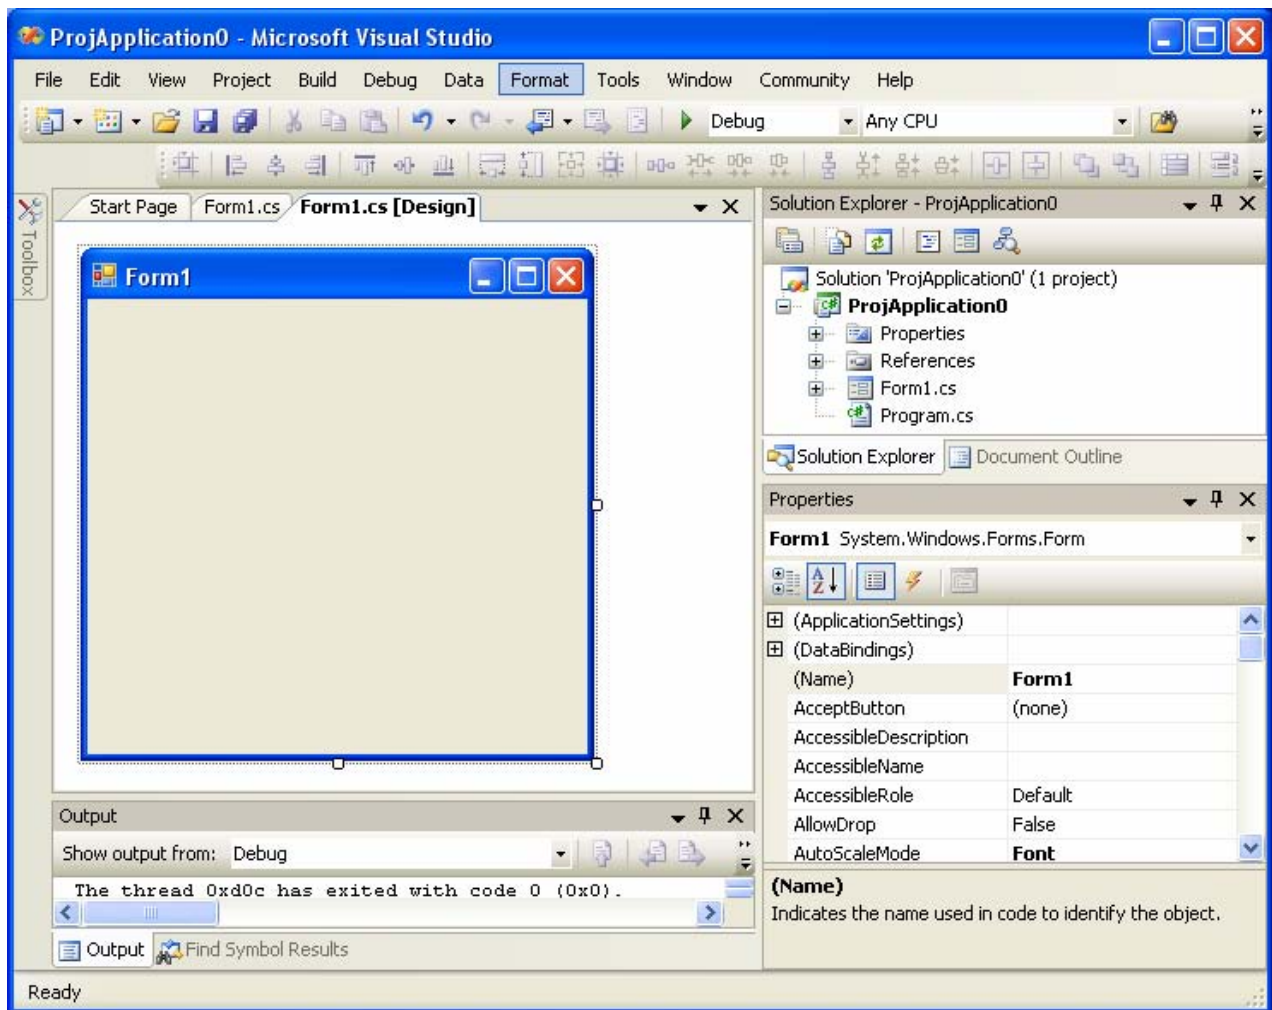 ProjApplication0 - Microsoft Visual Studio
File Edit View Project Build Debug Data Format Tools Window Community Help
Debug Any CPU
Toolbox
Start Page Form1.cs Form1.cs [Design]
Form1
Solution Explorer - ProjApplication0
Solution 'ProjApplication0' (1 project)
ProjApplication0
Properties
References
Form1.cs
Program.cs
Solution Explorer Document Outline
Properties
Form1 System.Windows.Forms.Form
(ApplicationSettings)
(DataBindings)
(Name) Form1
AcceptButton (none)
AccessibleDescription
AccessibleName
AccessibleRole Default
AllowDrop False
AutoScaleMode Font
(Name)
Indicates the name used in code to identify the object.
Output
Show output from: Debug
The thread 0xd0c has exited with code 0 (0x0).
Output Find Symbol Results
Ready